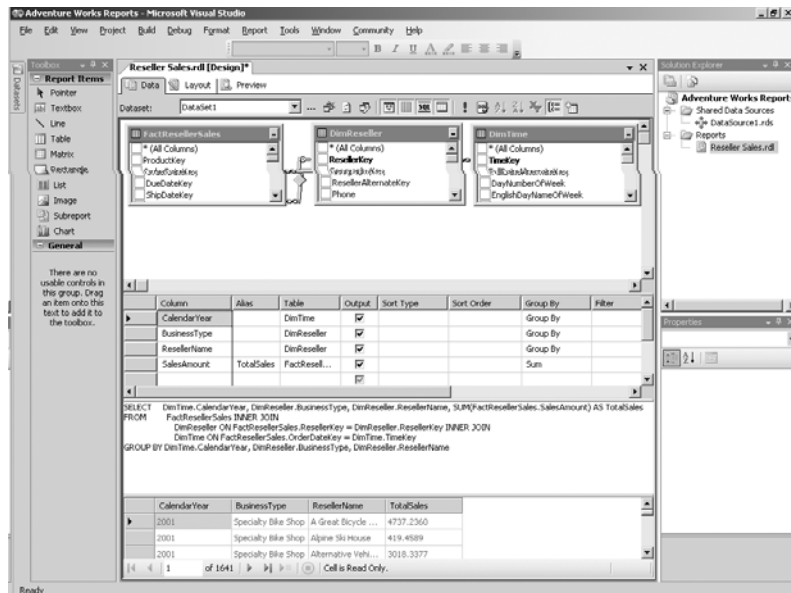 Adventure Works Reports - Microsoft Visual Studio
File Edit View Project Build Debug Format Report Tools Window Community Help
B I U A
Toolbox
Datasets
Report Items
Pointer
Textbox
Line
Table
Matrix
Rectangle
List
Image
Subreport
Chart
General
There are no
usable controls in
this group. Drag
an item onto this
text to add it to
the toolbox.
Reseller Sales.rdl [Design]*
Data Layout Preview
Dataset: DataSet1 ...
FactResellerSales
* (All Columns)
ProductKey
DueDateKey
ShipDateKey
DimReseller
* (All Columns)
ResellerKey
ResellerAlternateKey
Phone
DimTime
* (All Columns)
TimeKey
DayNumberOfWeek
EnglishDayNameOfWeek
Column Alias Table Output Sort Type Sort Order Group By Filter
CalendarYear DimTime Group By
BusinessType DimReseller Group By
ResellerName DimReseller Group By
SalesAmount TotalSales FactResell... Sum
SELECT DimTime.CalendarYear, DimReseller.BusinessType, DimReseller.ResellerName, SUM(FactResellerSales.SalesAmount) AS TotalSales
FROM FactResellerSales INNER JOIN
DimReseller ON FactResellerSales.ResellerKey = DimReseller.ResellerKey INNER JOIN
DimTime ON FactResellerSales.OrderDateKey = DimTime.TimeKey
GROUP BY DimTime.CalendarYear, DimReseller.BusinessType, DimReseller.ResellerName
CalendarYear BusinessType ResellerName TotalSales
2001 Specialty Bike Shop A Great Bicycle ... 4737.2360
2001 Specialty Bike Shop Alpine Ski House 419.4589
2001 Specialty Bike Shop Alternative Vehi... 3018.3377
1 of 1641 Cell is Read Only.
Solution Explorer
Adventure Works Reports
Shared Data Sources
DataSource1.rds
Reports
Reseller Sales.rdl
Properties
Ready